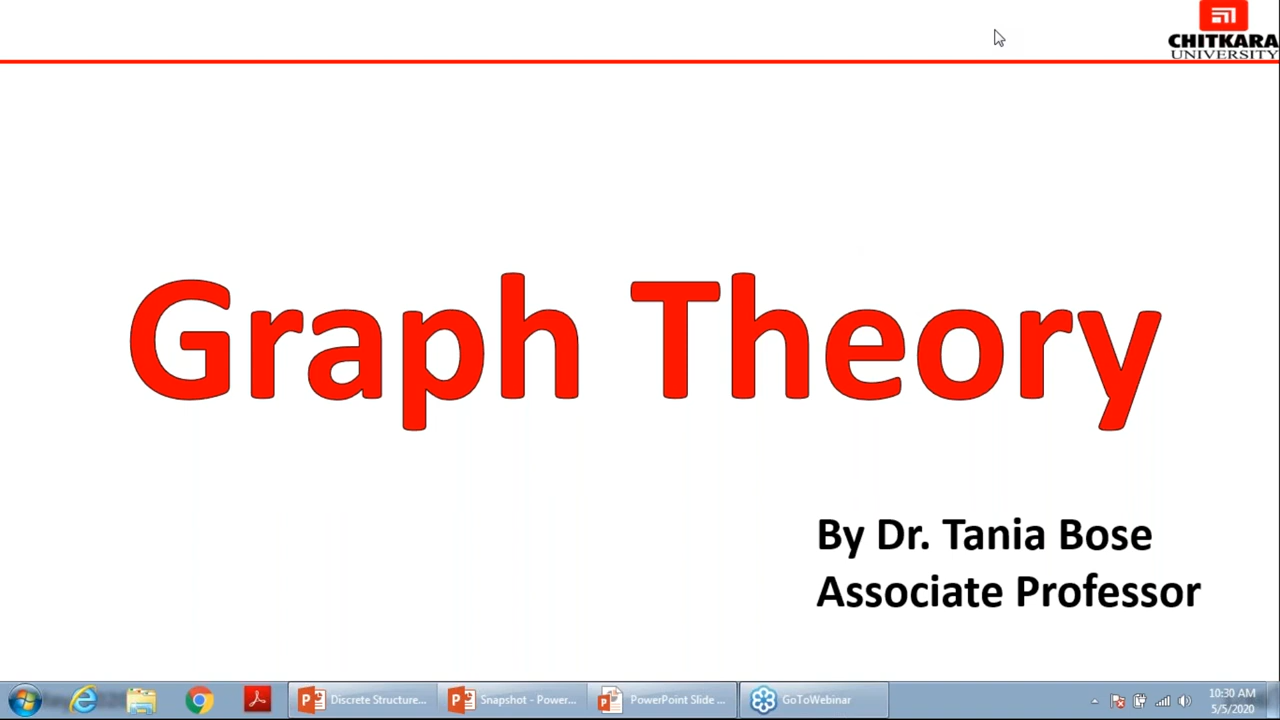 CHITKARA
UNIVERSITY
Graph Theory
By Dr. Tania Bose
Associate Professor
Discrete Structure...
Snapshot - Power...
PowerPoint Slide ...
GoToWebinar
10:30 AM
5/5/2020